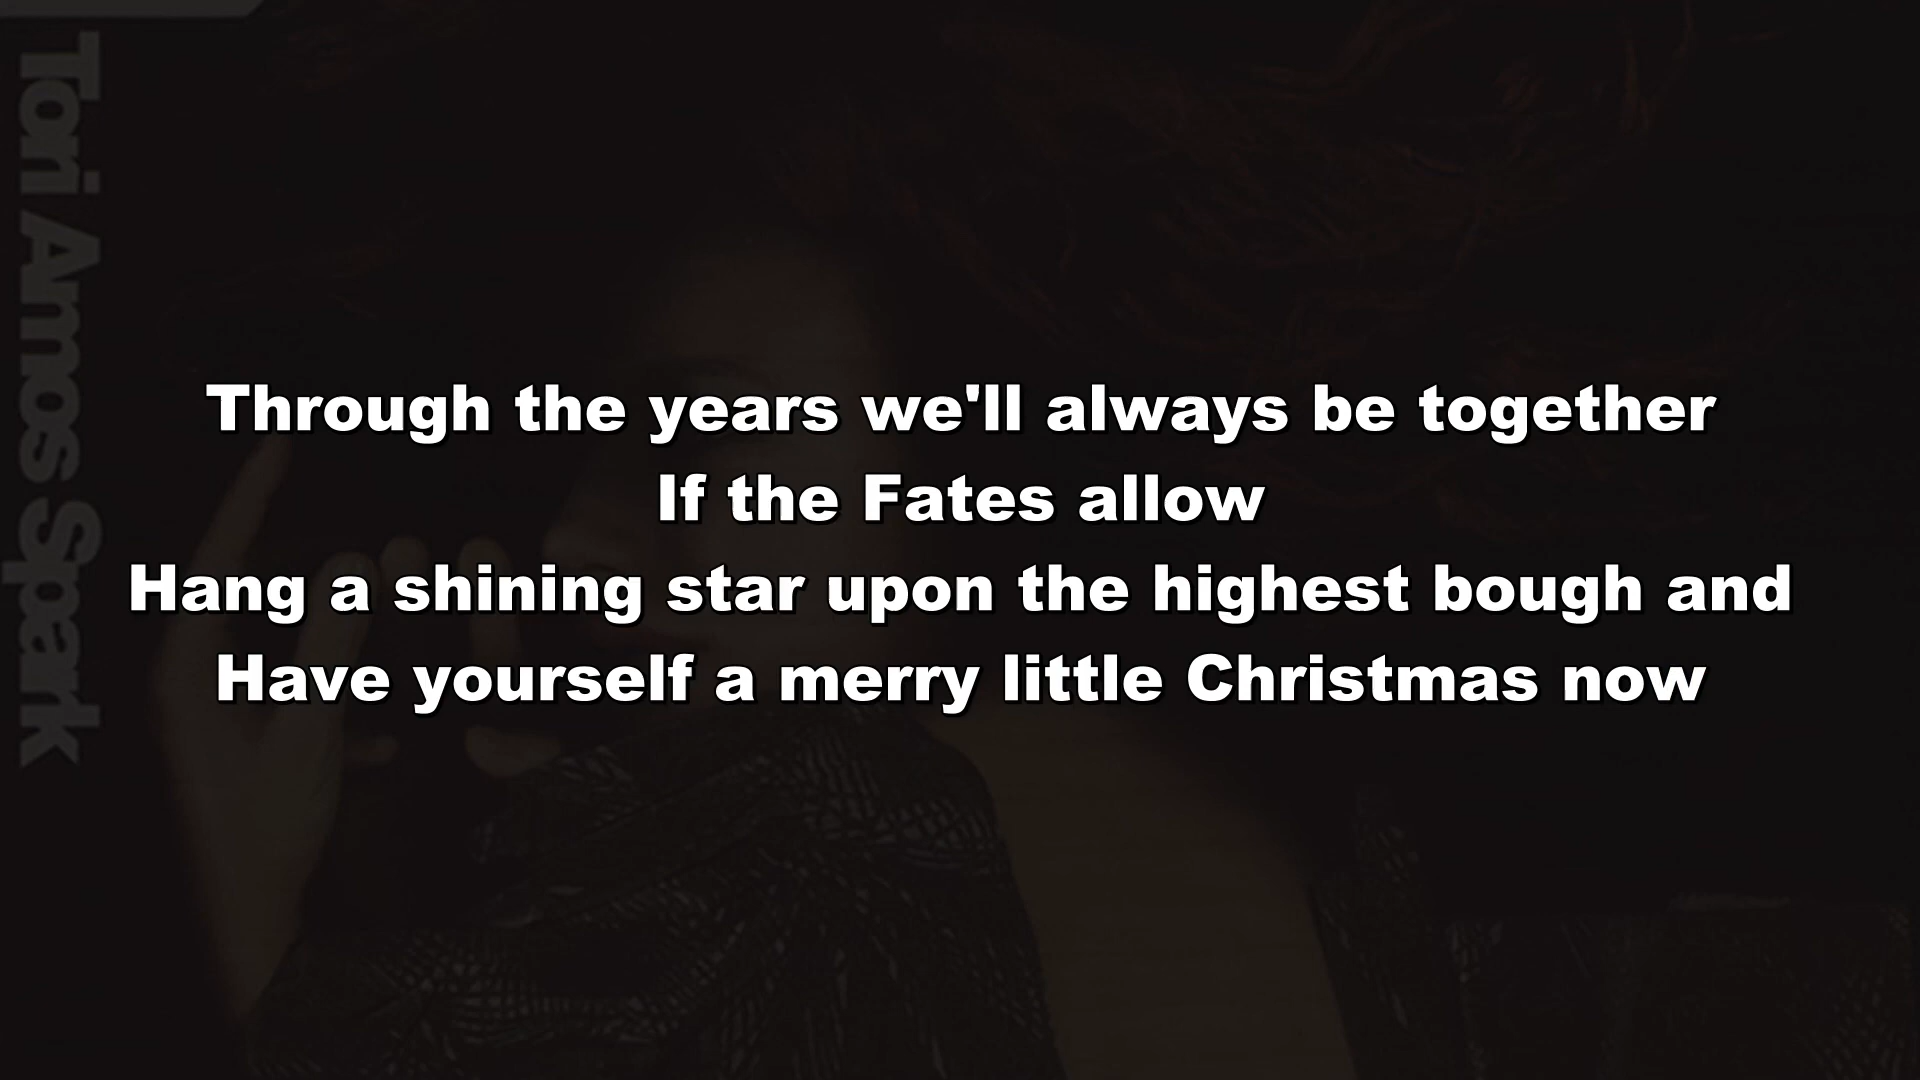 Tori Amos Spark
Through the years we'll always be together
If the Fates allow
Hang a shining star upon the highest bough and
Have yourself a merry little Christmas now